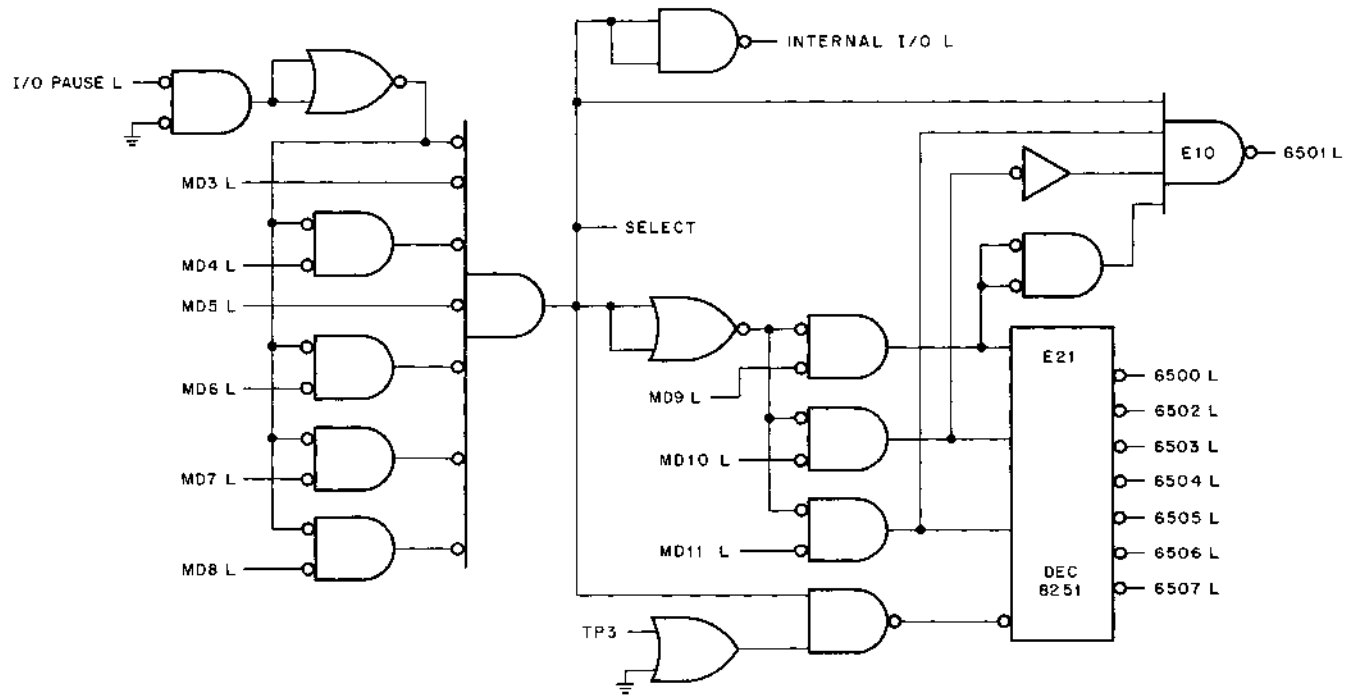 INTERNAL I/O L
I/O PAUSE L
E10
6501 L
MD3 L
SELECT
MD4 L
MD5 L
E21
6500 L
MD6 L
MD9 L
6502 L
6503 L
MD10 L
MD7 L
6504 L
6505 L
MD11 L
6506 L
MD8 L
DEC
8251
6507 L
TP3